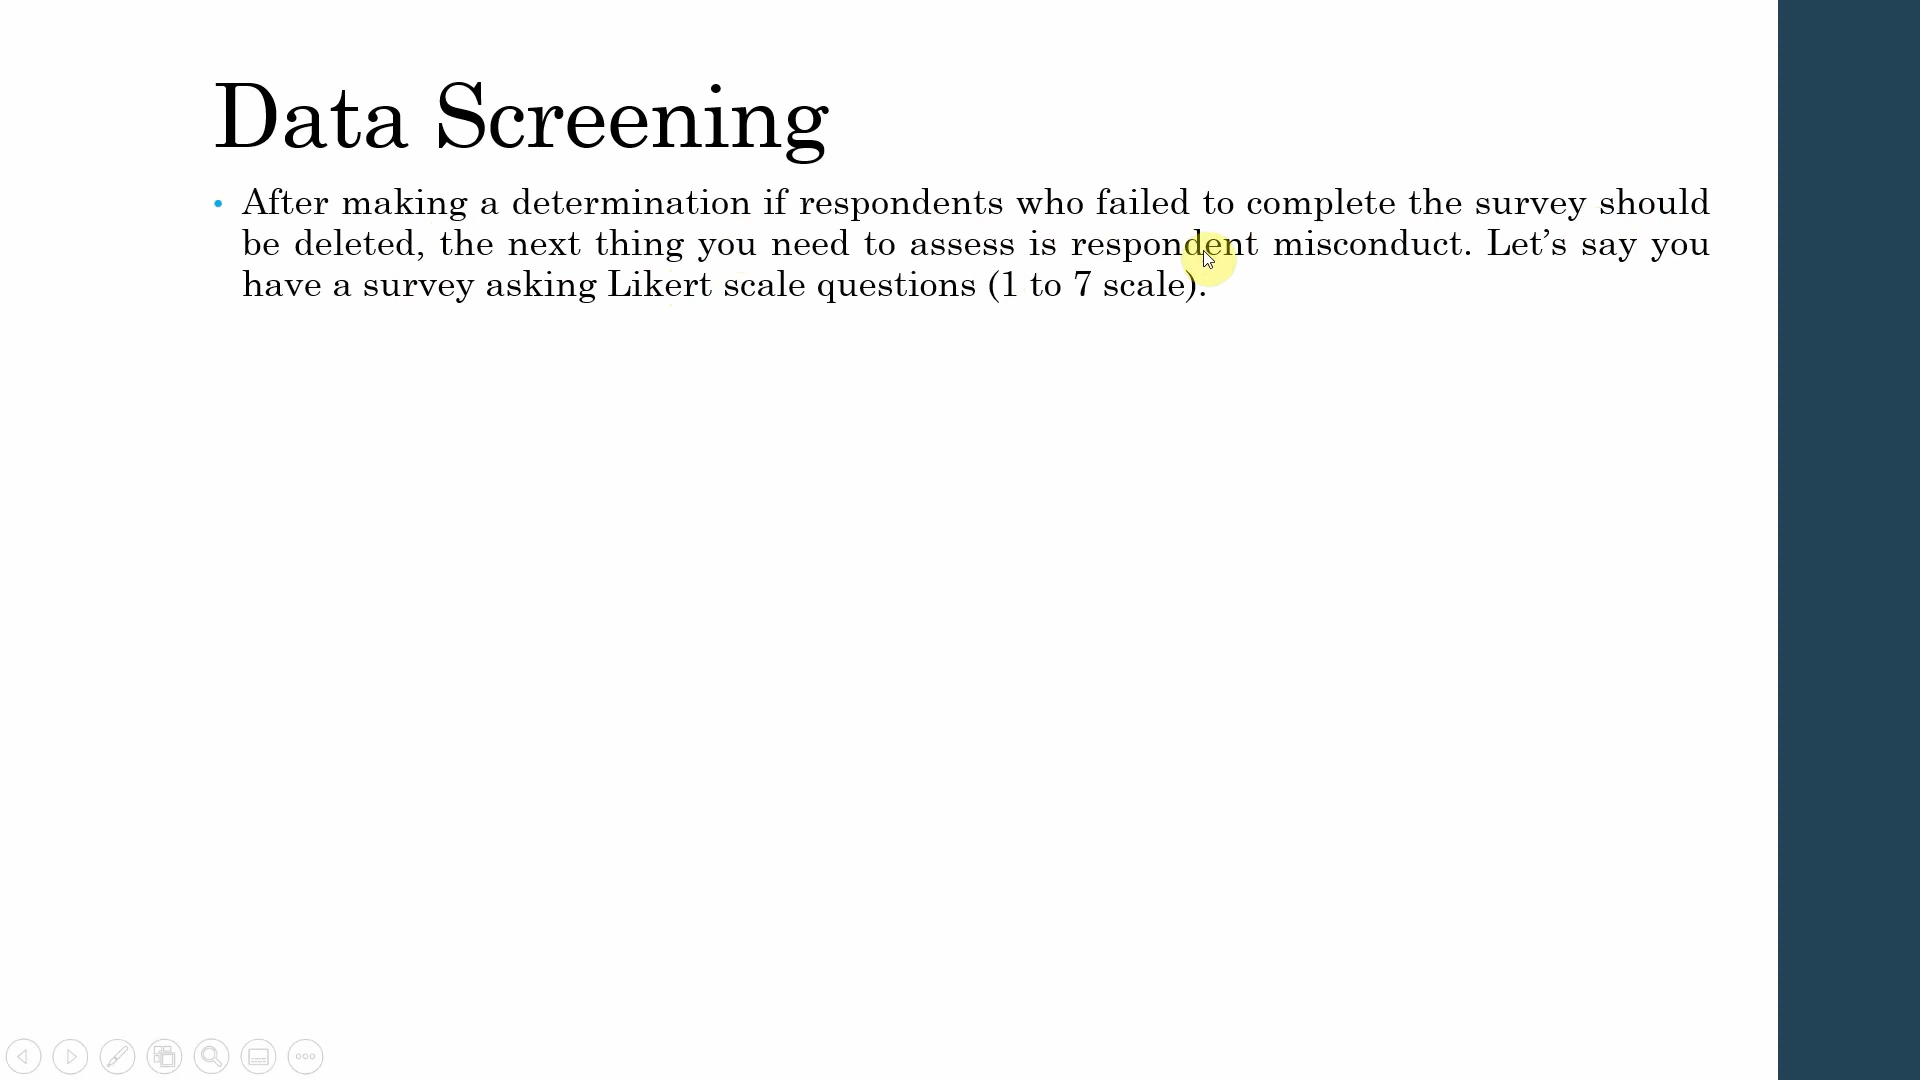 Data Screening
• After making a determination if respondents who failed to complete the survey should
be deleted, the next thing you need to assess is respondent misconduct. Let’s say you
have a survey asking Likert scale questions (1 to 7 scale).